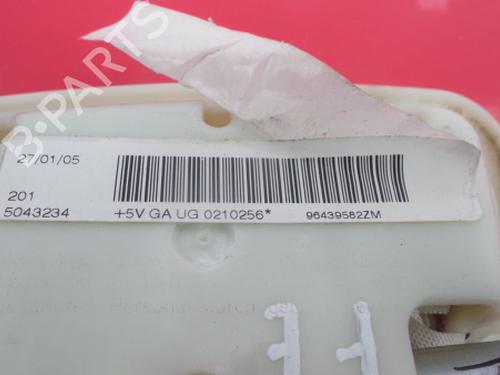 B-PARTS
27/01/05
201
5043234
+5V GA UG 0210256*
96439582ZM